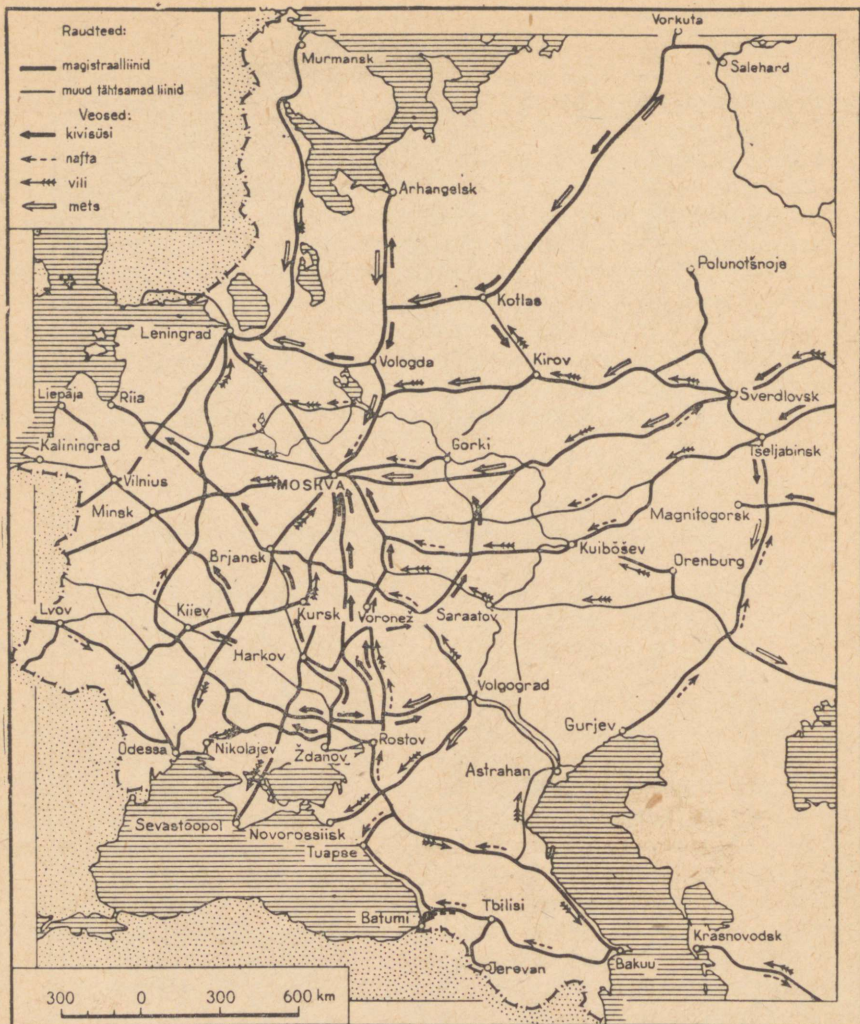 Raudteed:
magistraalliinid
muud tähtsamad liinid
Veosed:
kivisüsi
nafta
vili
mets
Vorkuta
Murmansk
Salehard
Arhangelsk
Polunotšnoje
Kotlas
Leningrad
Vologda
Kirov
Sverdlovsk
Liepāja
Riia
Gorki
Tšeljabinsk
Kaliningrad
Vilnius
MOSKVA
Minsk
Magnitogorsk
Brjansk
Kuibõšev
Orenburg
Lvov
Kiiev
Kursk
Voronež
Saraatov
Harkov
Volgograd
Gurjev
Odessa
Nikolajev
Ždanov
Rostov
Astrahan
Sevastoopol
Novorossiisk
Tuapse
Batumi
Tbilisi
Krasnovodsk
Jerevan
Bakuu
300 0 300 600 km